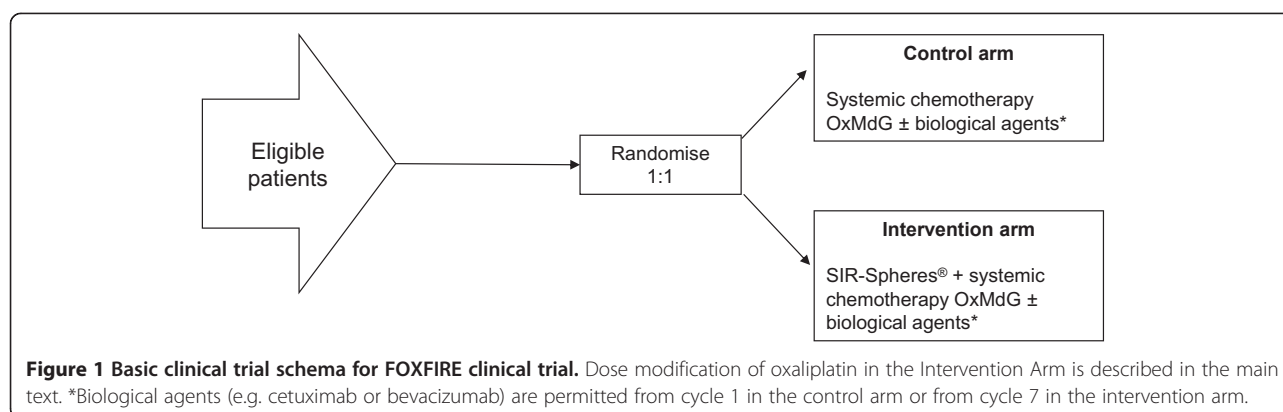 Eligible
patients
Randomise
1:1
Control arm
Systemic chemotherapy
OxMdG ± biological agents*
Intervention arm
SIR-Spheres® + systemic
chemotherapy OxMdG ±
biological agents*
Figure 1 Basic clinical trial schema for FOXFIRE clinical trial. Dose modification of oxaliplatin in the Intervention Arm is described in the main
text. *Biological agents (e.g. cetuximab or bevacizumab) are permitted from cycle 1 in the control arm or from cycle 7 in the intervention arm.